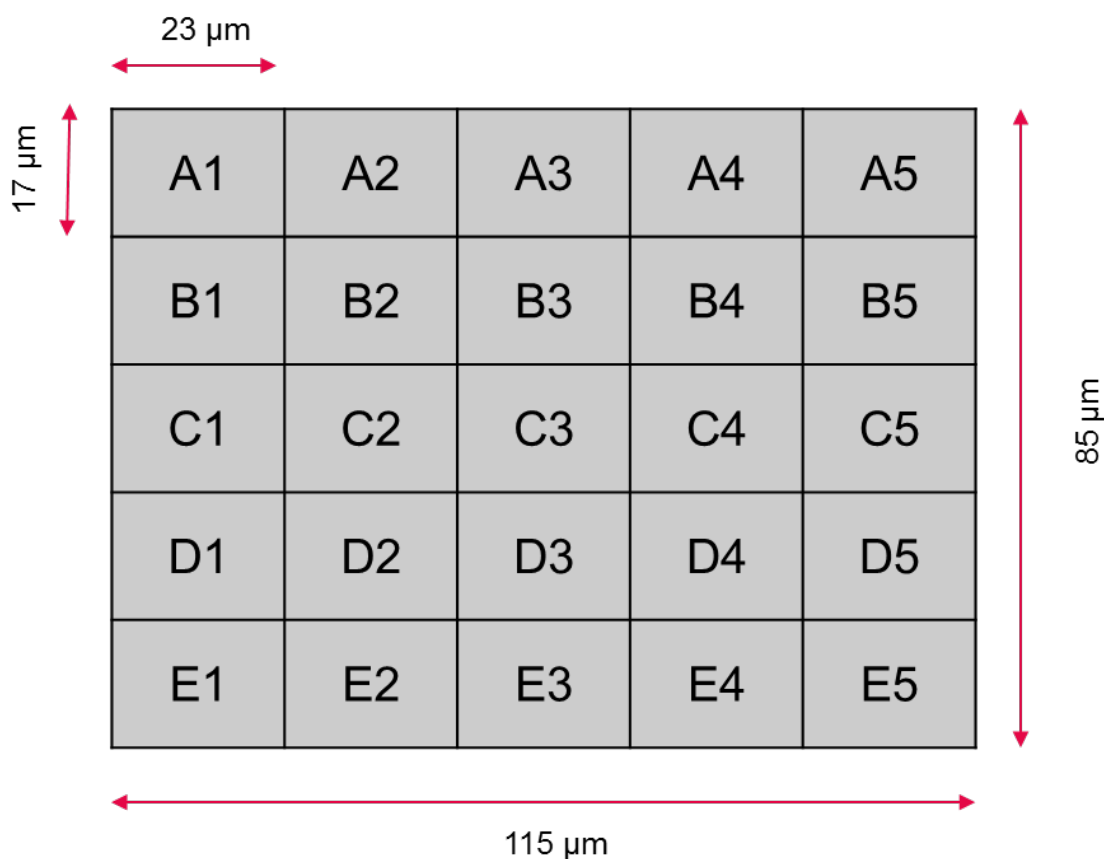 23 µm
17 µm
A1 A2 A3 A4 A5
B1 B2 B3 B4 B5
C1 C2 C3 C4 C5
85 µm
D1 D2 D3 D4 D5
E1 E2 E3 E4 E5
115 µm